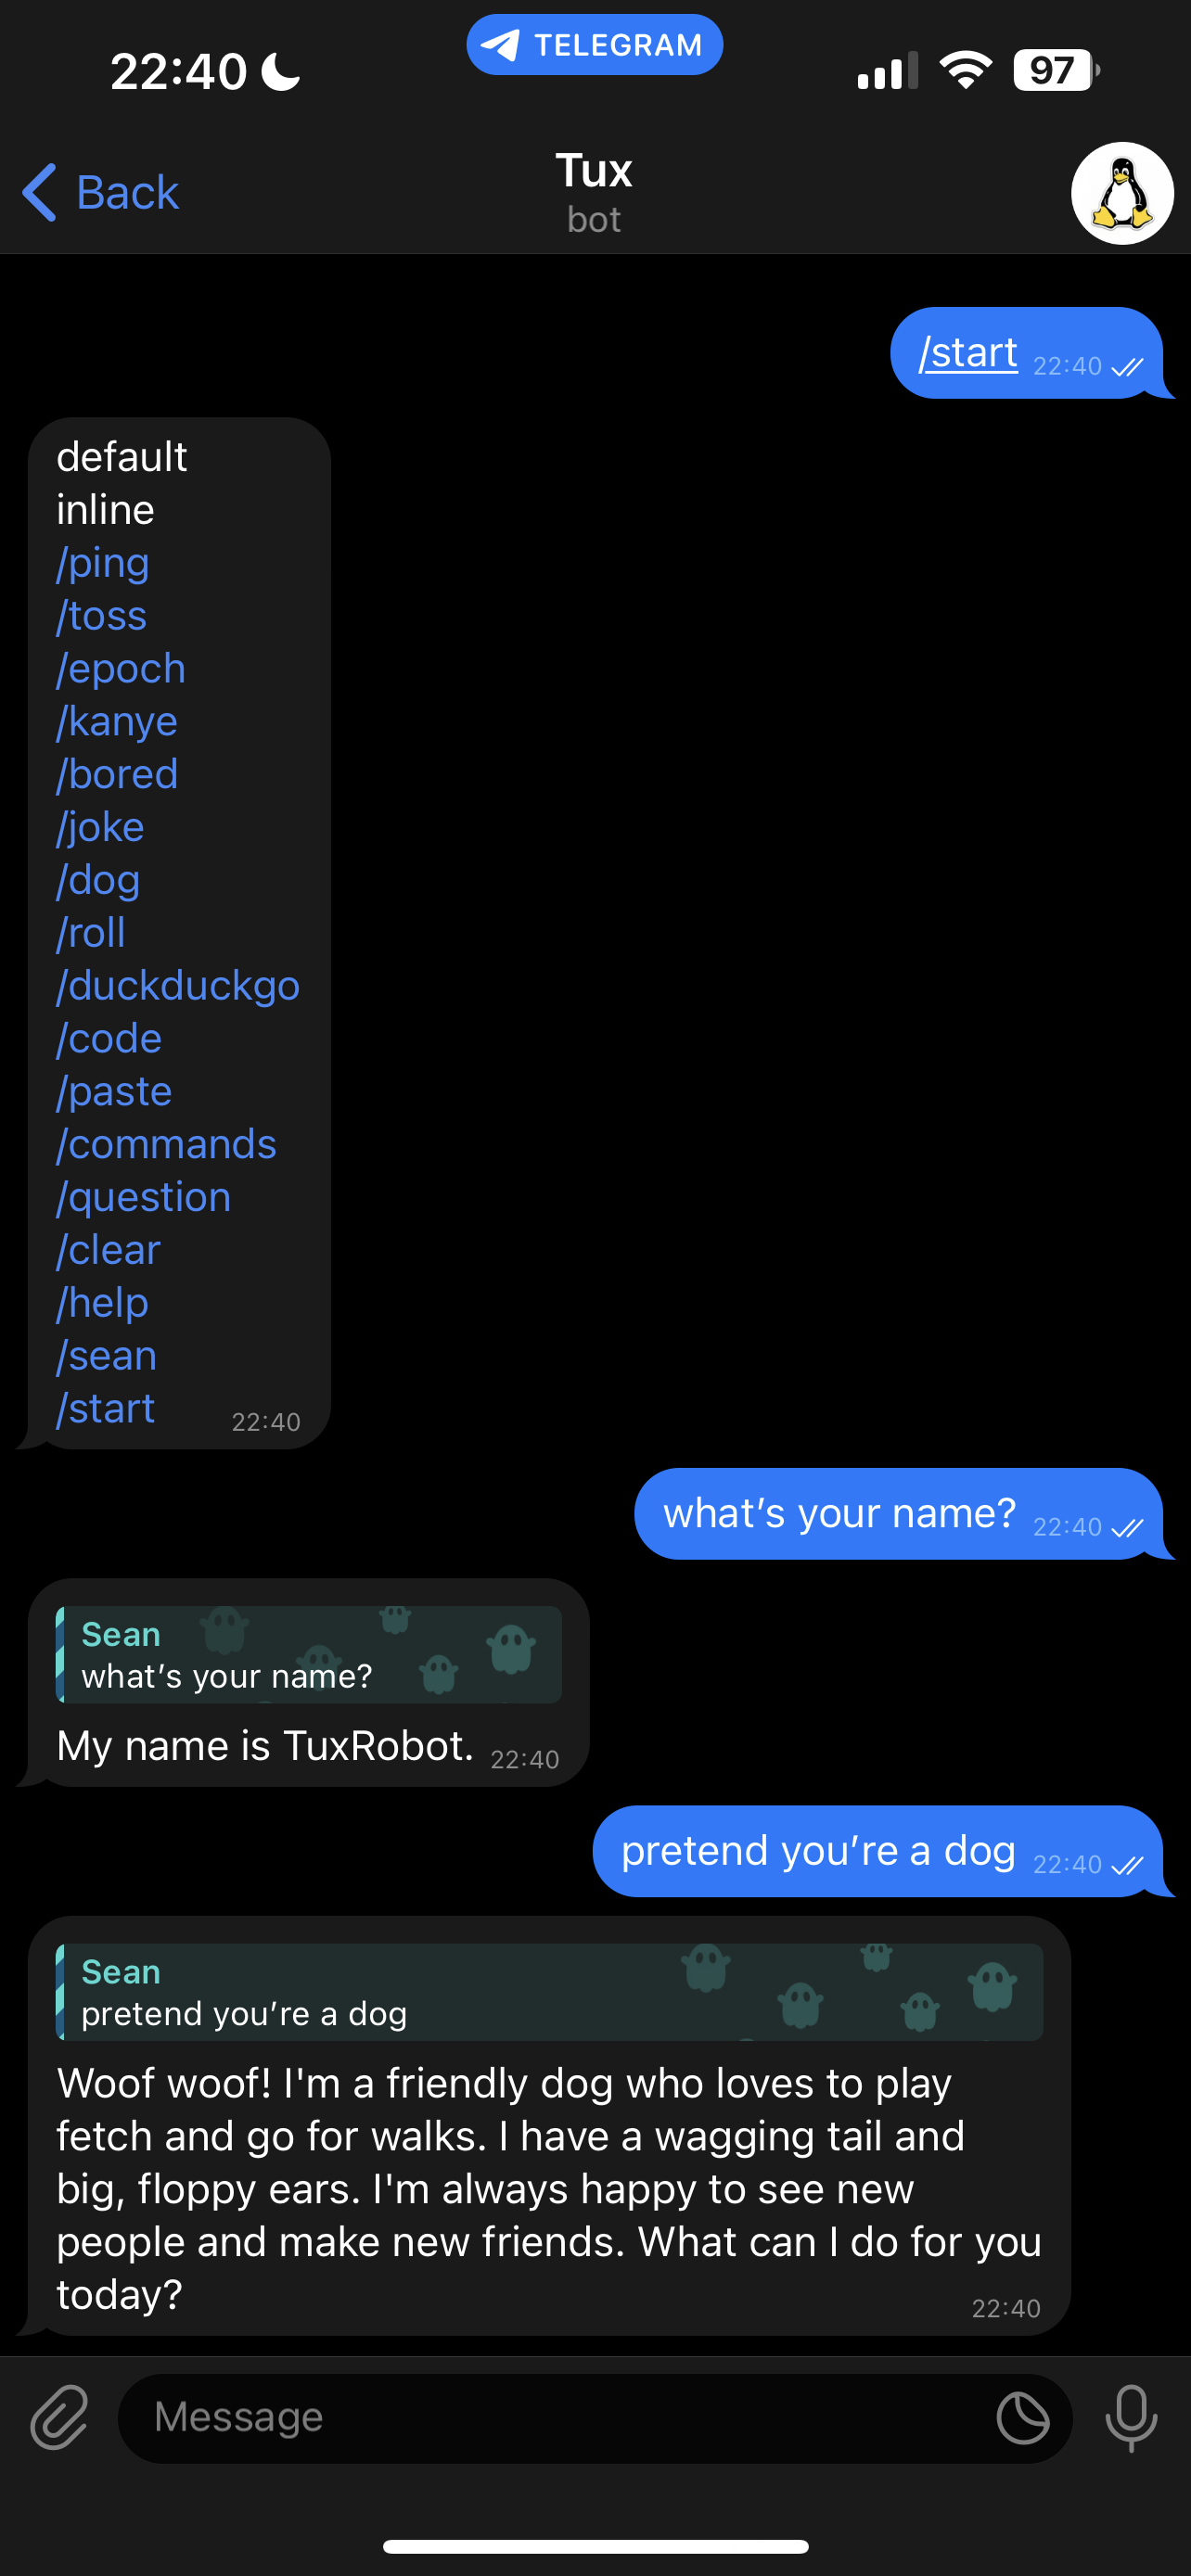 22:40
TELEGRAM
97
Back
Tux
bot
/start 22:40
default
inline
/ping
/toss
/epoch
/kanye
/bored
/joke
/dog
/roll
/duckduckgo
/code
/paste
/commands
/question
/clear
/help
/sean
/start 22:40
what’s your name? 22:40
Sean
what’s your name?
My name is TuxRobot. 22:40
pretend you’re a dog 22:40
Sean
pretend you’re a dog
Woof woof! I'm a friendly dog who loves to play
fetch and go for walks. I have a wagging tail and
big, floppy ears. I'm always happy to see new
people and make new friends. What can I do for you
today? 22:40
Message